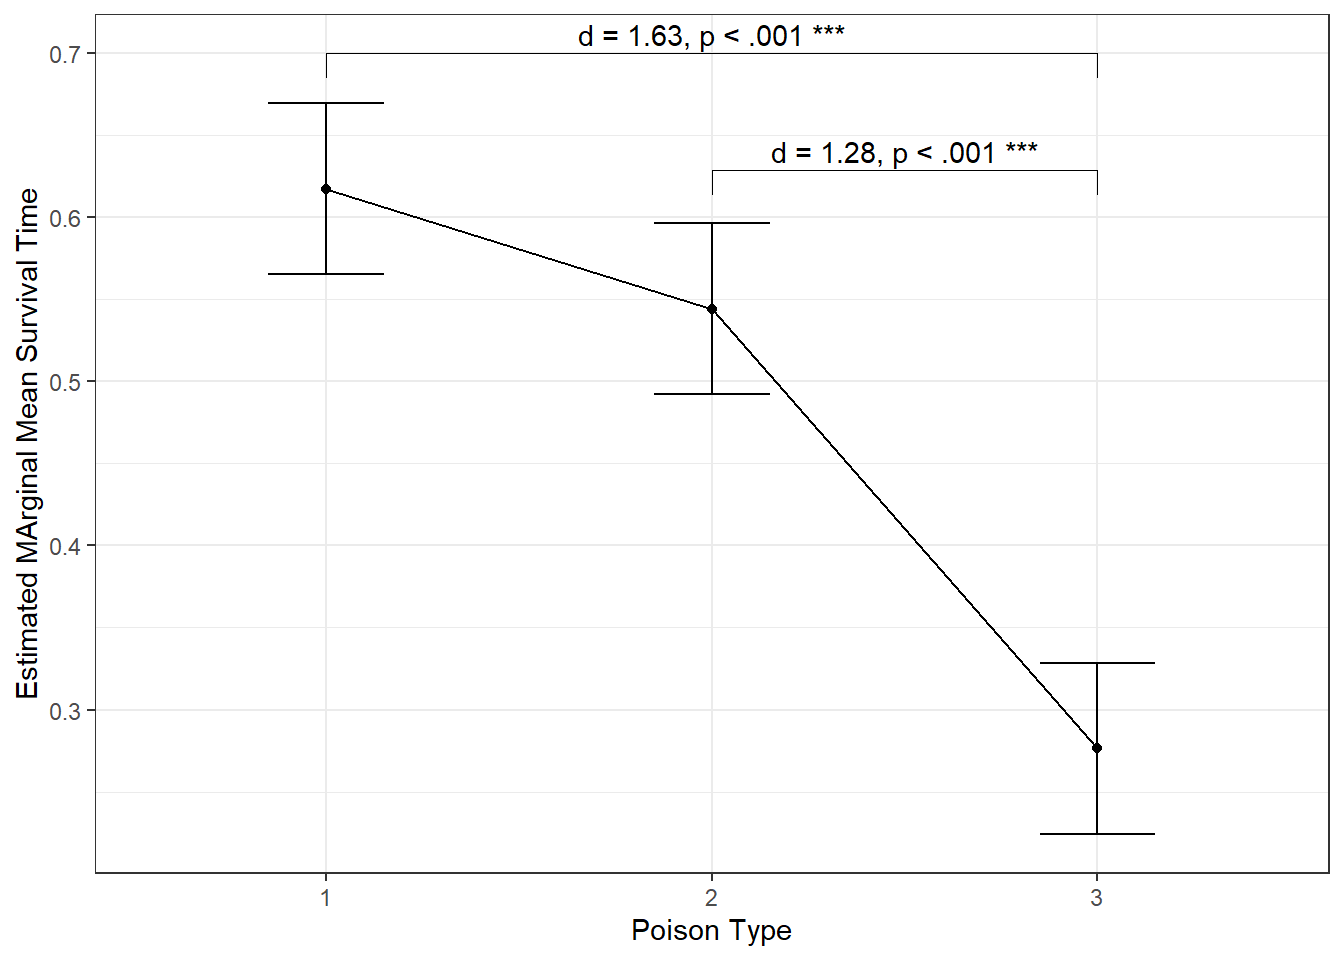 d = 1.63, p < .001 ***
d = 1.28, p < .001 ***
0.7
0.6
0.5
0.4
0.3
Estimated MArginal Mean Survival Time
1
2
3
Poison Type